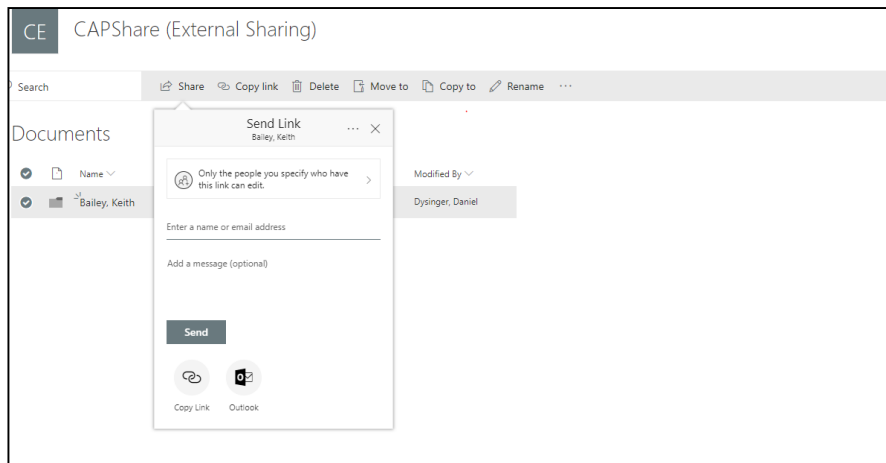 CE
CAPShare (External Sharing)
Search
Share Copy link Delete Move to Copy to Rename ···
Documents
Send Link
Bailey, Keith
Name
Modified By
Only the people you specify who have
this link can edit.
Bailey, Keith
Dysinger, Daniel
Enter a name or email address
Add a message (optional)
Send
Copy Link Outlook